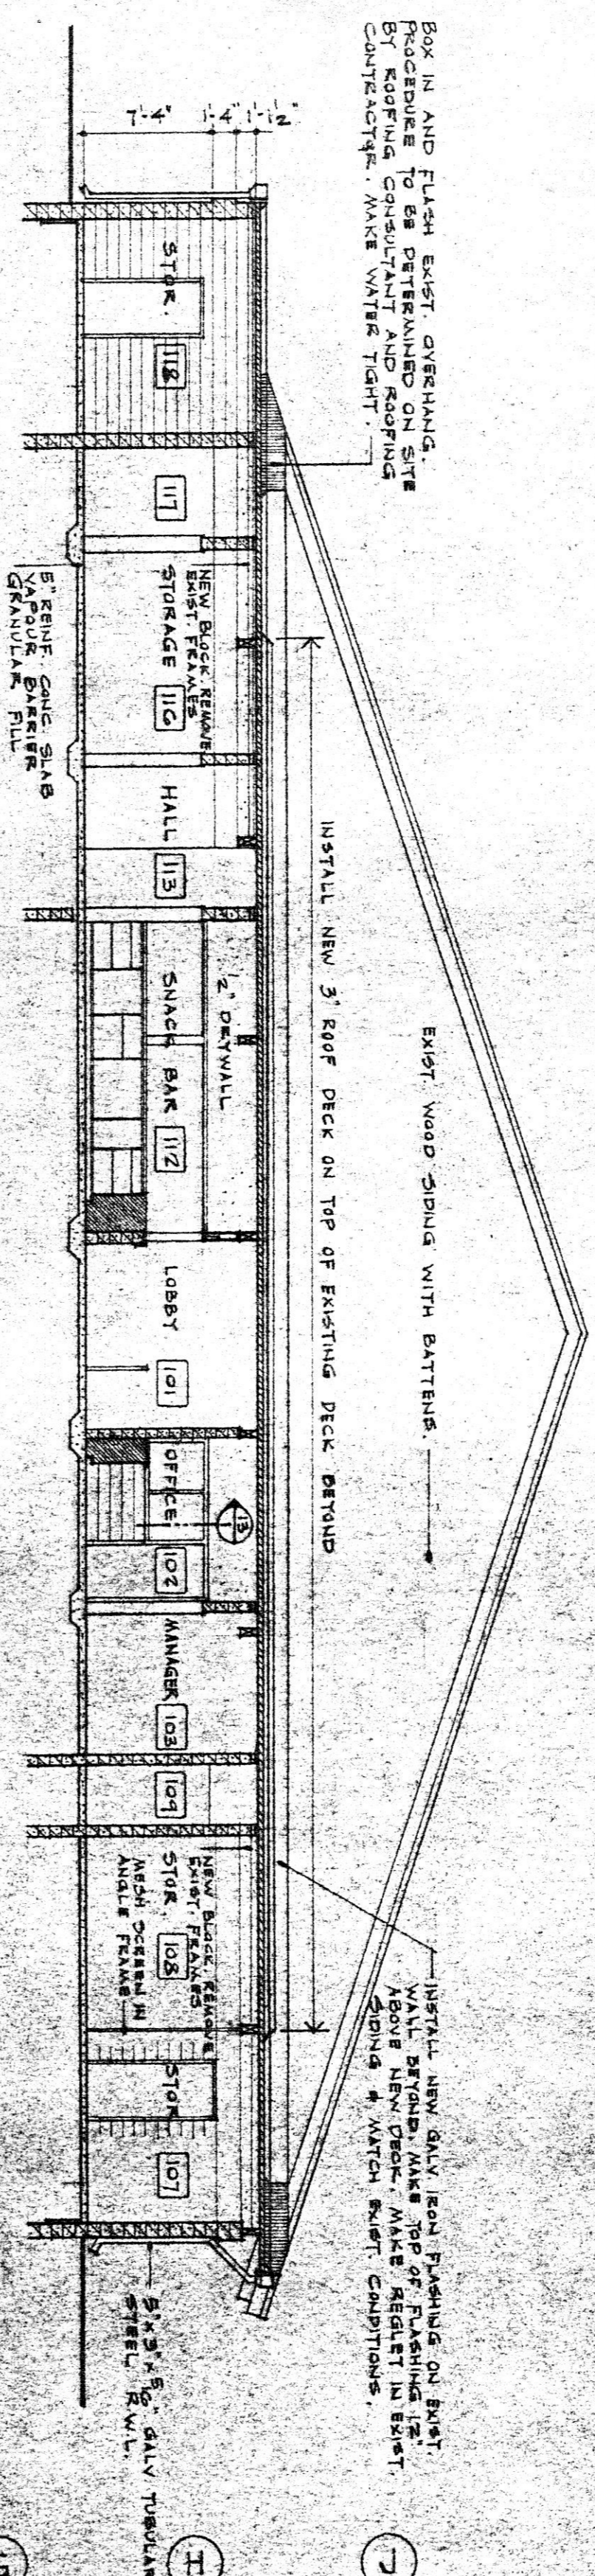 BOX IN AND FLASH EXIST. OVERHANG.
PROCEDURE TO BE DETERMINED ON SITE
BY ROOFING CONSULTANT AND ROOFING
CONTRACTOR. MAKE WATER TIGHT.
EXIST WOOD SIDING WITH BATTENS.
INSTALL NEW GALV IRON FLASHING ON EXIST.
WALL BEYOND. MAKE TOP OF FLASHING 12"
ABOVE NEW DECK. MAKE REGLET IN EXIST
SIDING & MATCH EXIST. CONDITIONS.
INSTALL NEW 3" ROOF DECK ON TOP OF EXISTING DECK BEYOND
7'-4"
1'-4"
1'-1½"
STOR. 118
117
NEW BLOCK REMOVE
EXIST. FRAMES
STORAGE 116
HALL 113
½" DRYWALL
SNACK BAR 112
LOBBY 101
OFFICE 102
13
MANAGER 103
109
NEW BLOCK REMOVE
EXIST. FRAMES
STOR. 108
MESH SCREEN IN
ANGLE FRAME
STOR 107
5" REINF. CONC. SLAB
VAPOUR BARRIER
GRANULAR FILL
GALV TUBULAR
STEEL R.W.L.
J
H